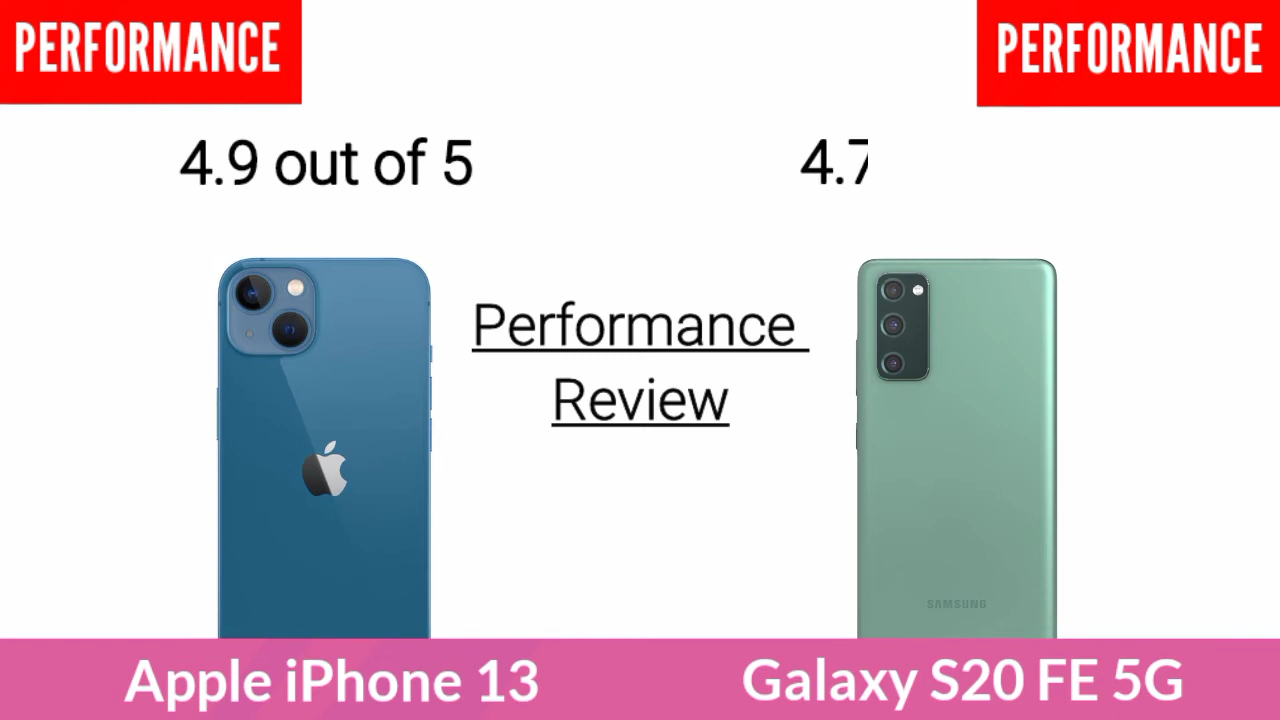 PERFORMANCE
PERFORMANCE
4.9 out of 5
4.7
Performance
Review
SAMSUNG
Apple iPhone 13
Galaxy S20 FE 5G